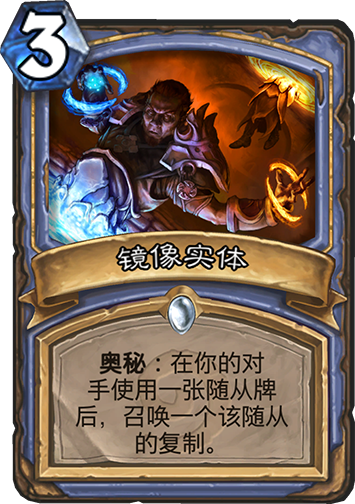 3
镜像实体
奥秘：在你的对
手使用一张随从牌
后，召唤一个该随从
的复制。